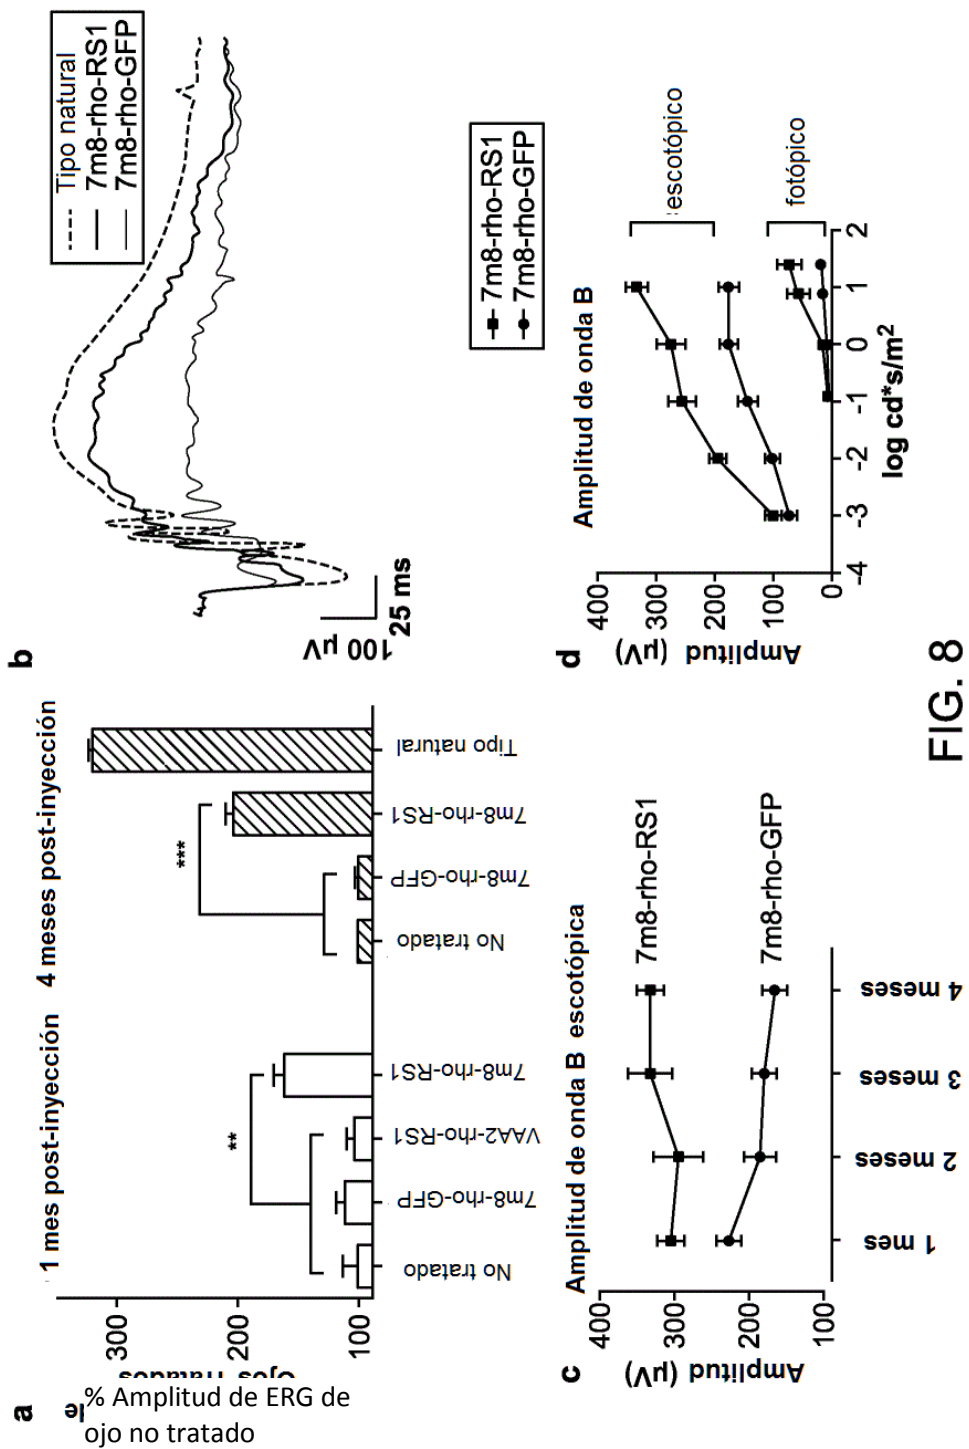 a
% Amplitud de ERG de
ojo no tratado
300
200
100
1 mes post-inyección
4 meses post-inyección
**
***
No tratado
7m8-rho-GFP
VAA2-rho-RS1
7m8-rho-RS1
No tratado
7m8-rho-GFP
7m8-rho-RS1
Tipo natural
b
Tipo natural
7m8-rho-RS1
7m8-rho-GFP
100 µV
25 ms
c
Amplitud de onda B escotópica
Amplitud (µV)
400
300
200
100
7m8-rho-RS1
7m8-rho-GFP
1 mes
2 meses
3 meses
4 meses
d
Amplitud de onda B
7m8-rho-RS1
7m8-rho-GFP
Amplitud (µV)
400
300
200
100
0
escotópico
fotópico
-4 -3 -2 -1 0 1 2
log cd*s/m²
FIG. 8